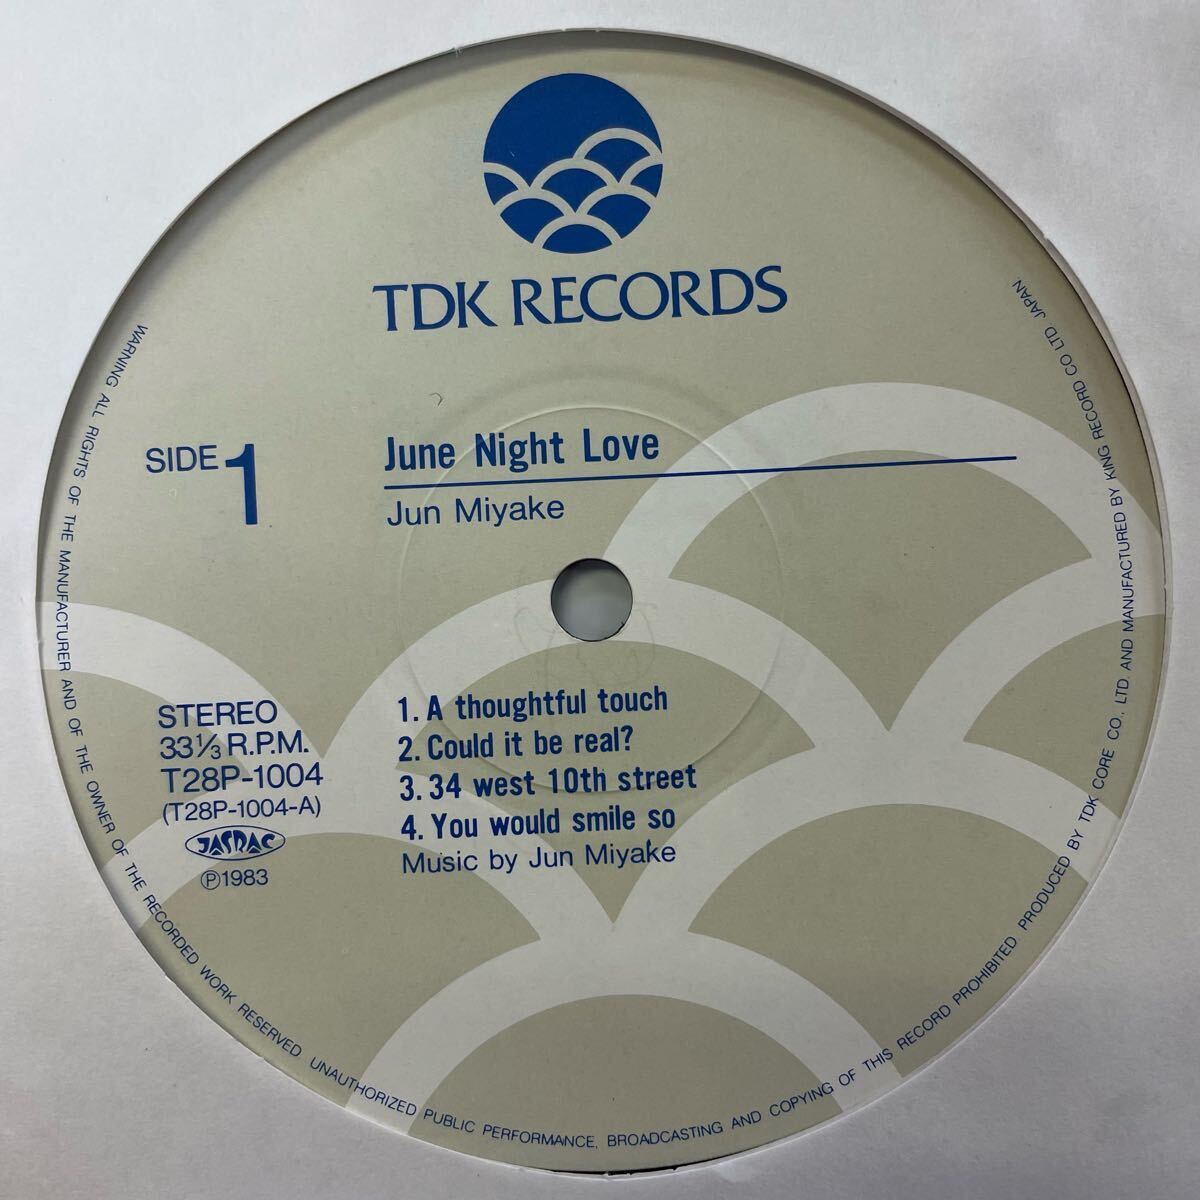 TDK RECORDS
SIDE 1
June Night Love
Jun Miyake
STEREO
33⅓ R.P.M.
T28P-1004
(T28P-1004-A)
JASRAC
Ⓟ1983
1. A thoughtful touch
2. Could it be real?
3. 34 west 10th street
4. You would smile so
Music by Jun Miyake
WARNING ALL RIGHTS OF THE MANUFACTURER AND OF THE OWNER OF THE RECORDED WORK RESERVED UNAUTHORIZED PUBLIC PERFORMANCE, BROADCASTING AND COPYING OF THIS RECORD PROHIBITED PRODUCED BY TDK CORE CO., LTD AND MANUFACTURED BY KING RECORD CO LTD JAPAN.